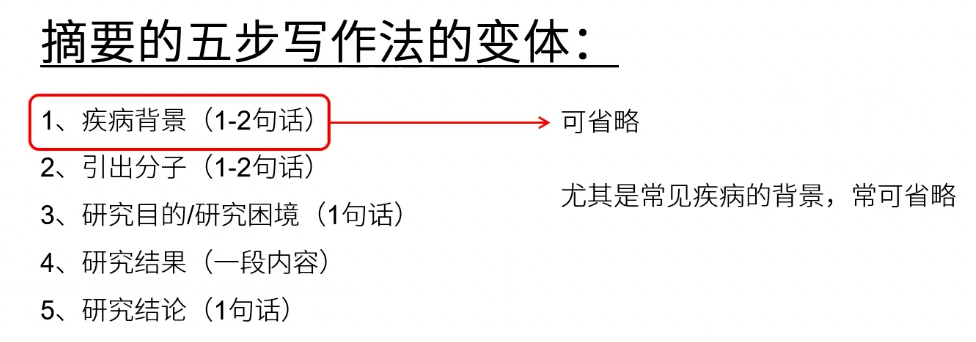 摘要的五步写作法的变体：
1、疾病背景（1-2句话）
可省略
2、引出分子（1-2句话）
尤其是常见疾病的背景，常可省略
3、研究目的/研究困境（1句话）
4、研究结果（一段内容）
5、研究结论（1句话）